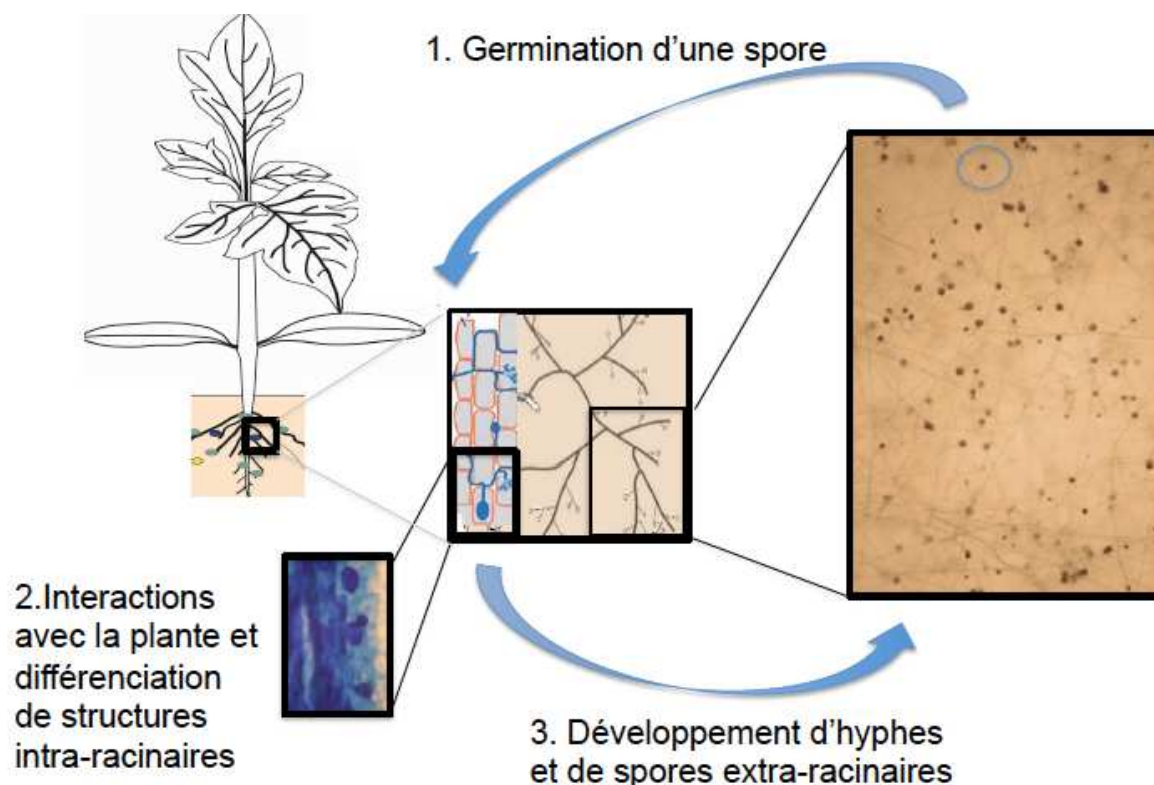 1. Germination d’une spore
2.Interactions
avec la plante et
différenciation
de structures
intra-racinaires
3. Développement d’hyphes
et de spores extra-racinaires